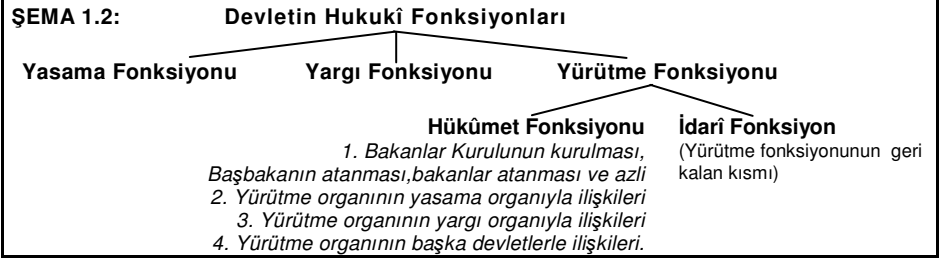 ŞEMA 1.2: Devletin Hukukî Fonksiyonları
Yasama Fonksiyonu Yargı Fonksiyonu Yürütme Fonksiyonu
Hükûmet Fonksiyonu
1. Bakanlar Kurulunun kurulması,
Başbakanın atanması,bakanlar atanması ve azli
2. Yürütme organının yasama organıyla ilişkileri
3. Yürütme organının yargı organıyla ilişkileri
4. Yürütme organının başka devletlerle ilişkileri.
İdarî Fonksiyon
(Yürütme fonksiyonunun geri
kalan kısmı)